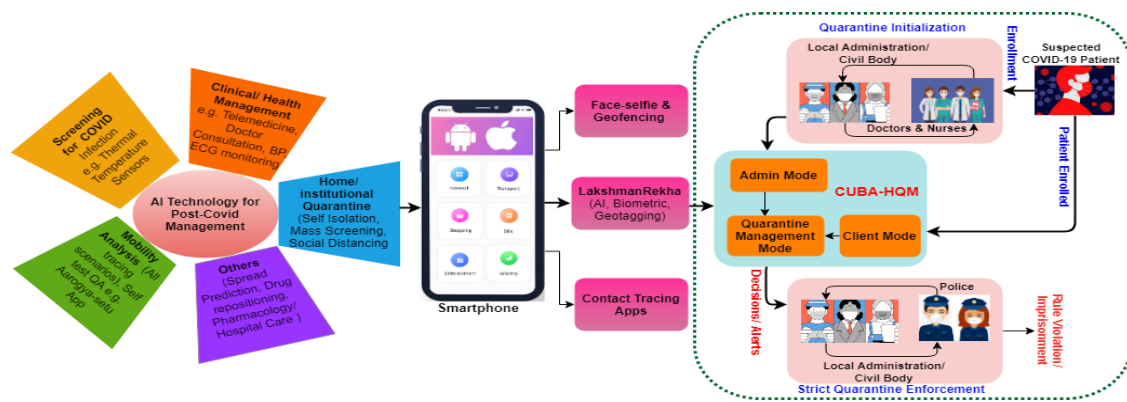 Screening
for COVID
Infection
e.g. Thermal
Temperature
Sensors
Clinical/ Health
Management
e.g. Telemedicine,
Doctor
Consultation, BP,
ECG monitoring
AI Technology for
Post-Covid
Management
Home/
institutional
Quarantine
(Self Isolation,
Mass Screening,
Social Distancing)
Mobility
Analysis (All
tracing
scenarios), Self
test QA e.g.
Aarogya-setu
App
Others
(Spread
Prediction, Drug
repositioning,
Pharmacology/
Hospital Care )
Transport
Shopping
Grocery
Smartphone
Face-selfie &
Geofencing
LakshmanRekha
(AI, Biometric,
Geotagging)
Contact Tracing
Apps
Quarantine Initialization
Local Administration/
Civil Body
Doctors & Nurses
Enrollment
Suspected
COVID-19 Patient
Patient Enrolled
CUBA-HQM
Admin Mode
Quarantine
Management
Mode
Client Mode
Decisions/ Alerts
Police
Local Administration/
Civil Body
Rule Violation/
Imprisonment
Strict Quarantine Enforcement